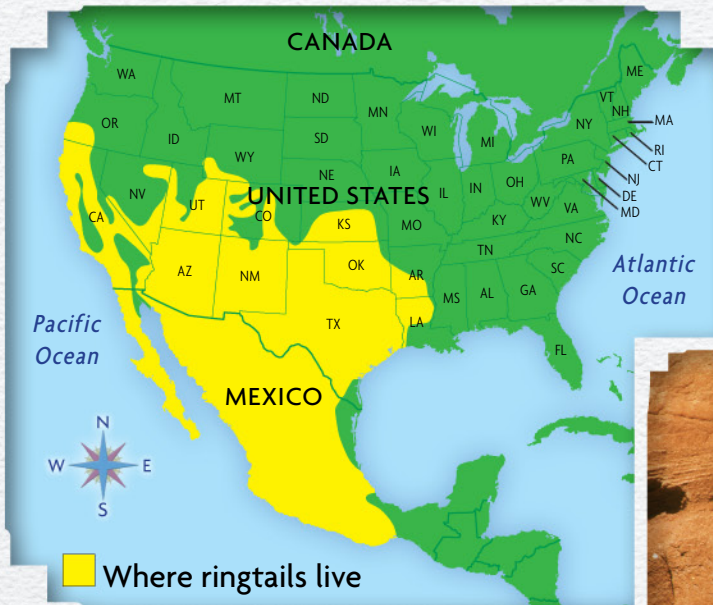 CANADA
WA
MT
ND
MN
ME
VT
NH
MA
OR
ID
WY
SD
WI
MI
NY
RI
CT
NE
IA
PA
NJ
NV
UT
UNITED STATES
IL
IN
OH
DE
MD
CA
CO
KS
MO
KY
WV
VA
AZ
NM
OK
AR
TN
NC
SC
TX
LA
MS
AL
GA
FL
Atlantic
Ocean
Pacific
Ocean
MEXICO
N
W
E
S
Where ringtails live